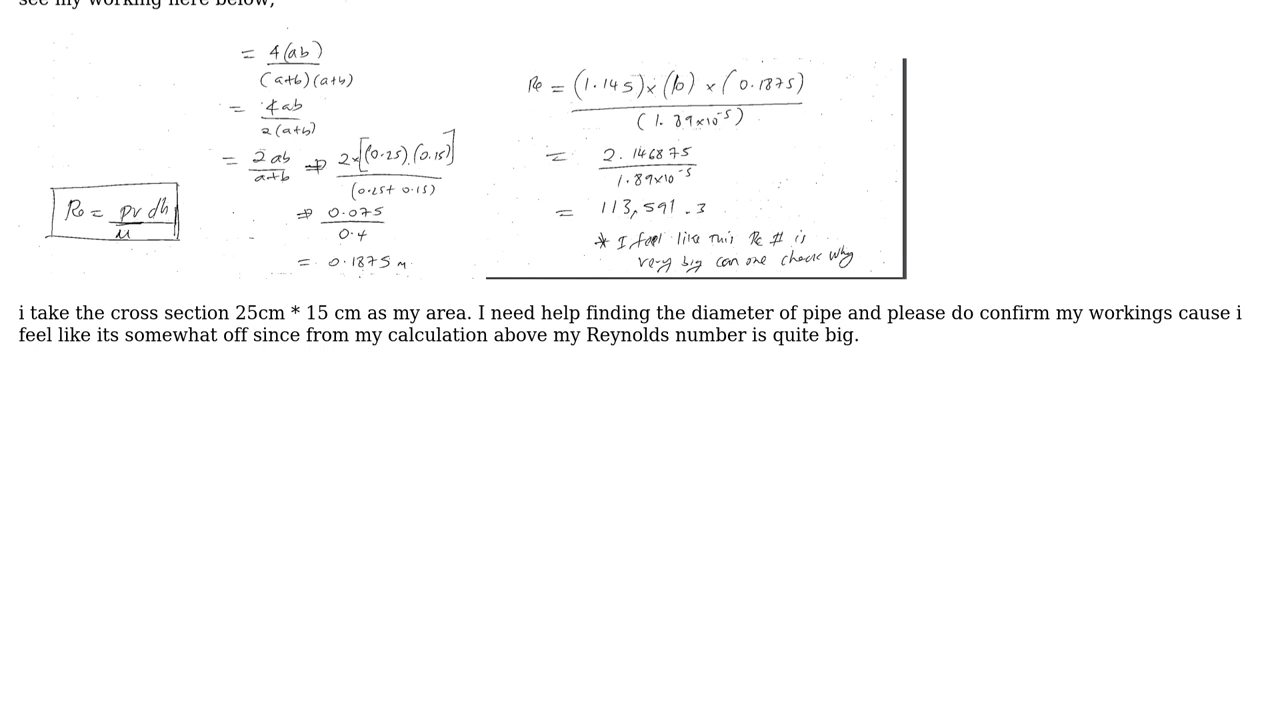 see my working here below,
= 4(ab)
(a+b)(a+b)
= 4ab
2(a+b)
= 2ab ⇒ 2×[(0.25).(0.15)]
a+b (0.25+0.15)
⇒ 0.075
0.4
= 0.1875 m
Re = ρv dh
μ
Re = (1.145)×(10)×(0.1875)
(1.89×10⁻⁵)
= 2.146875
1.89×10⁻⁵
= 113,591.3
* I feel like this Re # is
very big can one check why
i take the cross section 25cm * 15 cm as my area. I need help finding the diameter of pipe and please do confirm my workings cause i
feel like its somewhat off since from my calculation above my Reynolds number is quite big.